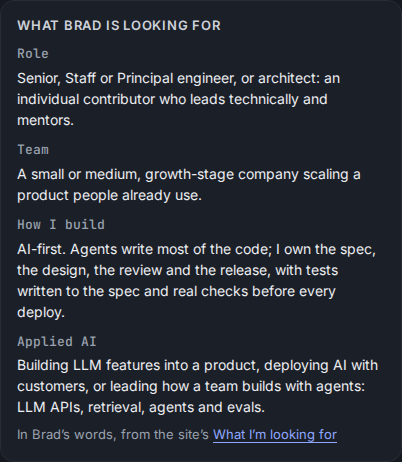 WHAT BRAD IS LOOKING FOR
Role
Senior, Staff or Principal engineer, or architect: an
individual contributor who leads technically and
mentors.
Team
A small or medium, growth-stage company scaling a
product people already use.
How I build
AI-first. Agents write most of the code; I own the spec,
the design, the review and the release, with tests
written to the spec and real checks before every
deploy.
Applied AI
Building LLM features into a product, deploying AI with
customers, or leading how a team builds with agents:
LLM APIs, retrieval, agents and evals.
In Brad’s words, from the site’s What I’m looking for